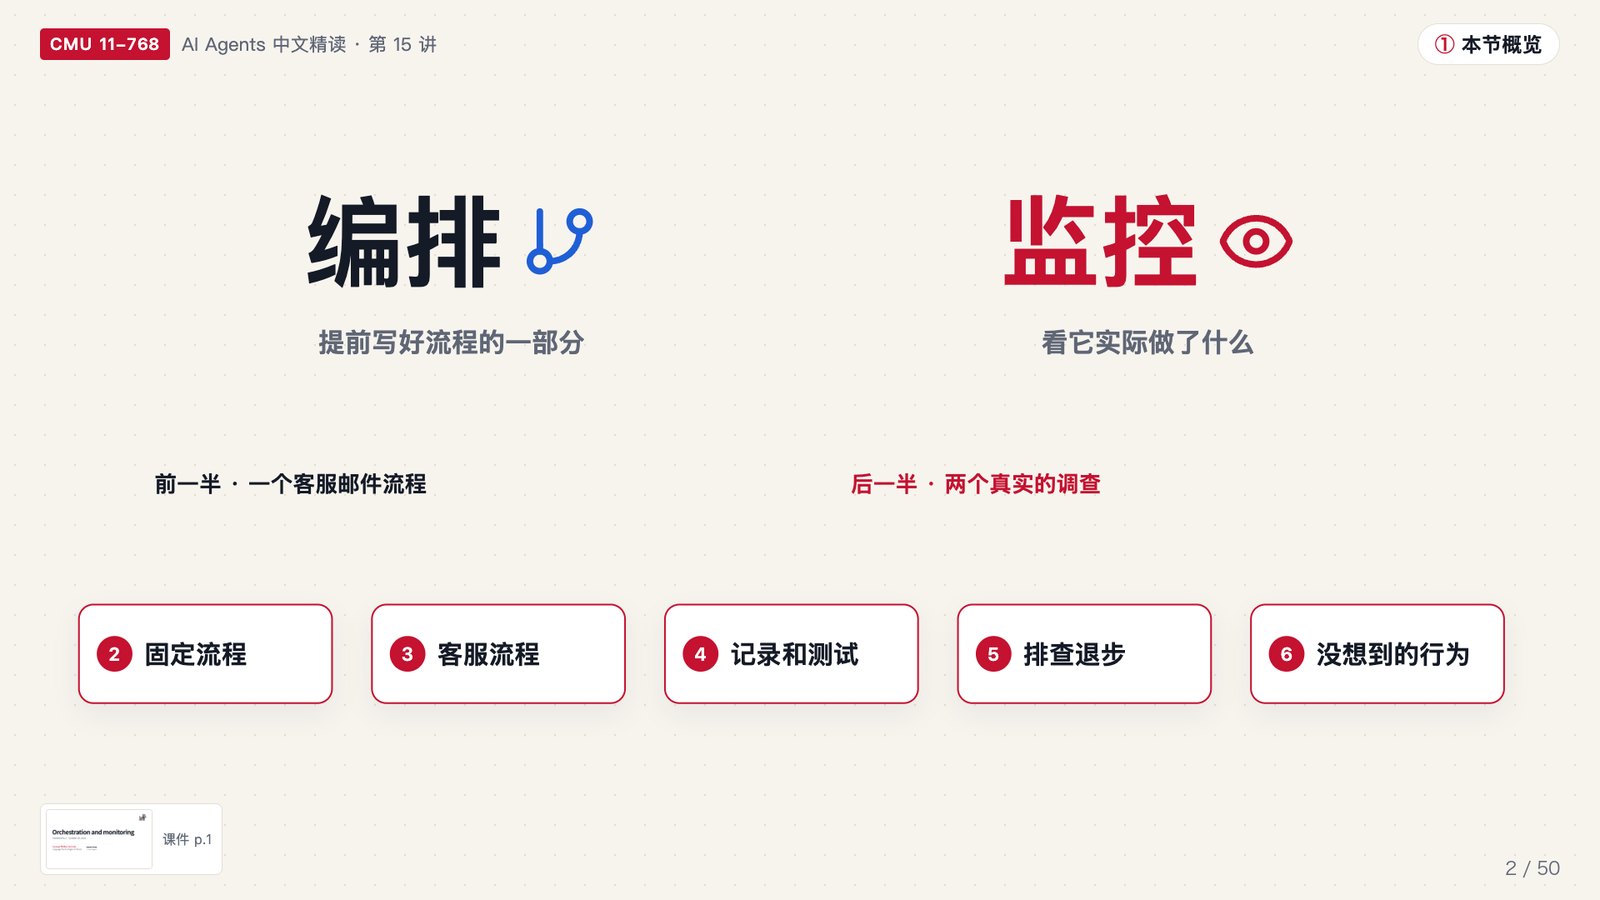 CMU 11-768 AI Agents 中文精读 · 第 15 讲
① 本节概览
编排
监控
提前写好流程的一部分
看它实际做了什么
前一半 · 一个客服邮件流程
后一半 · 两个真实的调查
2 固定流程
3 客服流程
4 记录和测试
5 排查退步
6 没想到的行为
Orchestration and monitoring
课件 p.1
2 / 50